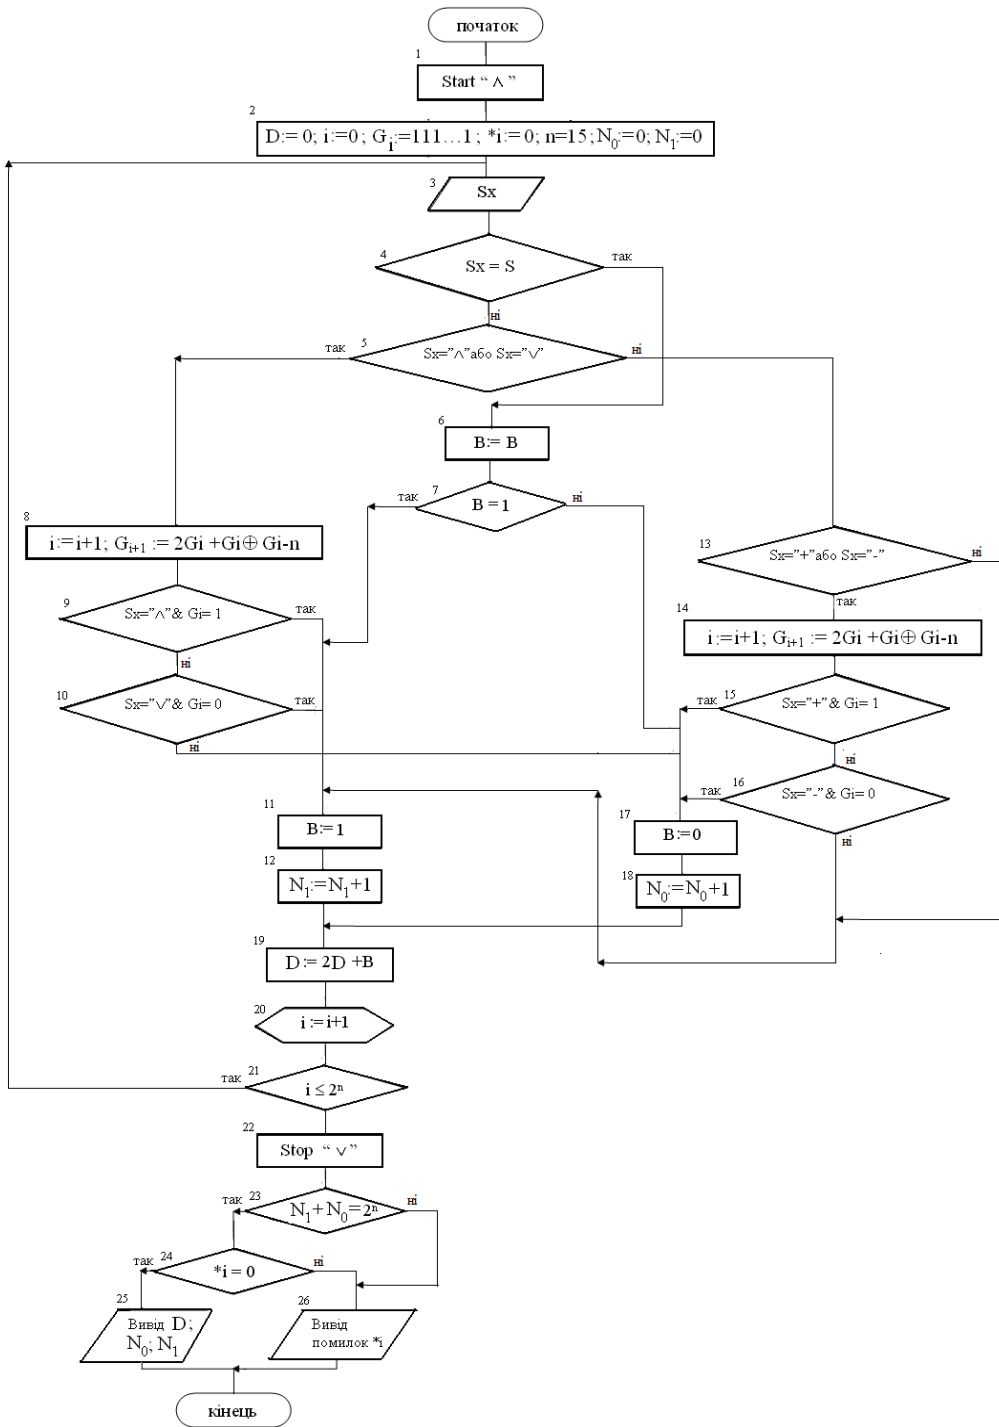 початок
1
Start “ ∧ ”
2
D:= 0; i:=0; Gi:=111...1; *i:= 0; n=15; N0:=0; N1:=0
3
Sx
4
Sx = S
так
ні
5
Sx=”∧”або Sx=”∨”
так
ні
6
B:= B
7
B = 1
так
ні
8
i:=i+1; Gi+1 := 2Gi +Gi⊕ Gi-n
13
Sx=”+”або Sx=”-”
ні
так
9
Sx=”∧”& Gi= 1
так
ні
14
i:=i+1; Gi+1 := 2Gi +Gi⊕ Gi-n
10
Sx=”∨”& Gi= 0
так
ні
15
Sx=”+”& Gi= 1
так
ні
16
Sx=”-”& Gi= 0
так
ні
11
B:= 1
17
B:=0
12
N1:=N1+1
18
N0:=N0+1
19
D:= 2D +B
20
i := i+1
21
i ≤ 2ⁿ
так
22
Stop “ ∨”
23
N1+ N0=2ⁿ
так
ні
24
*i = 0
так
ні
25
Вивід D;
N0; N1
26
Вивід
помилок *i
кінець